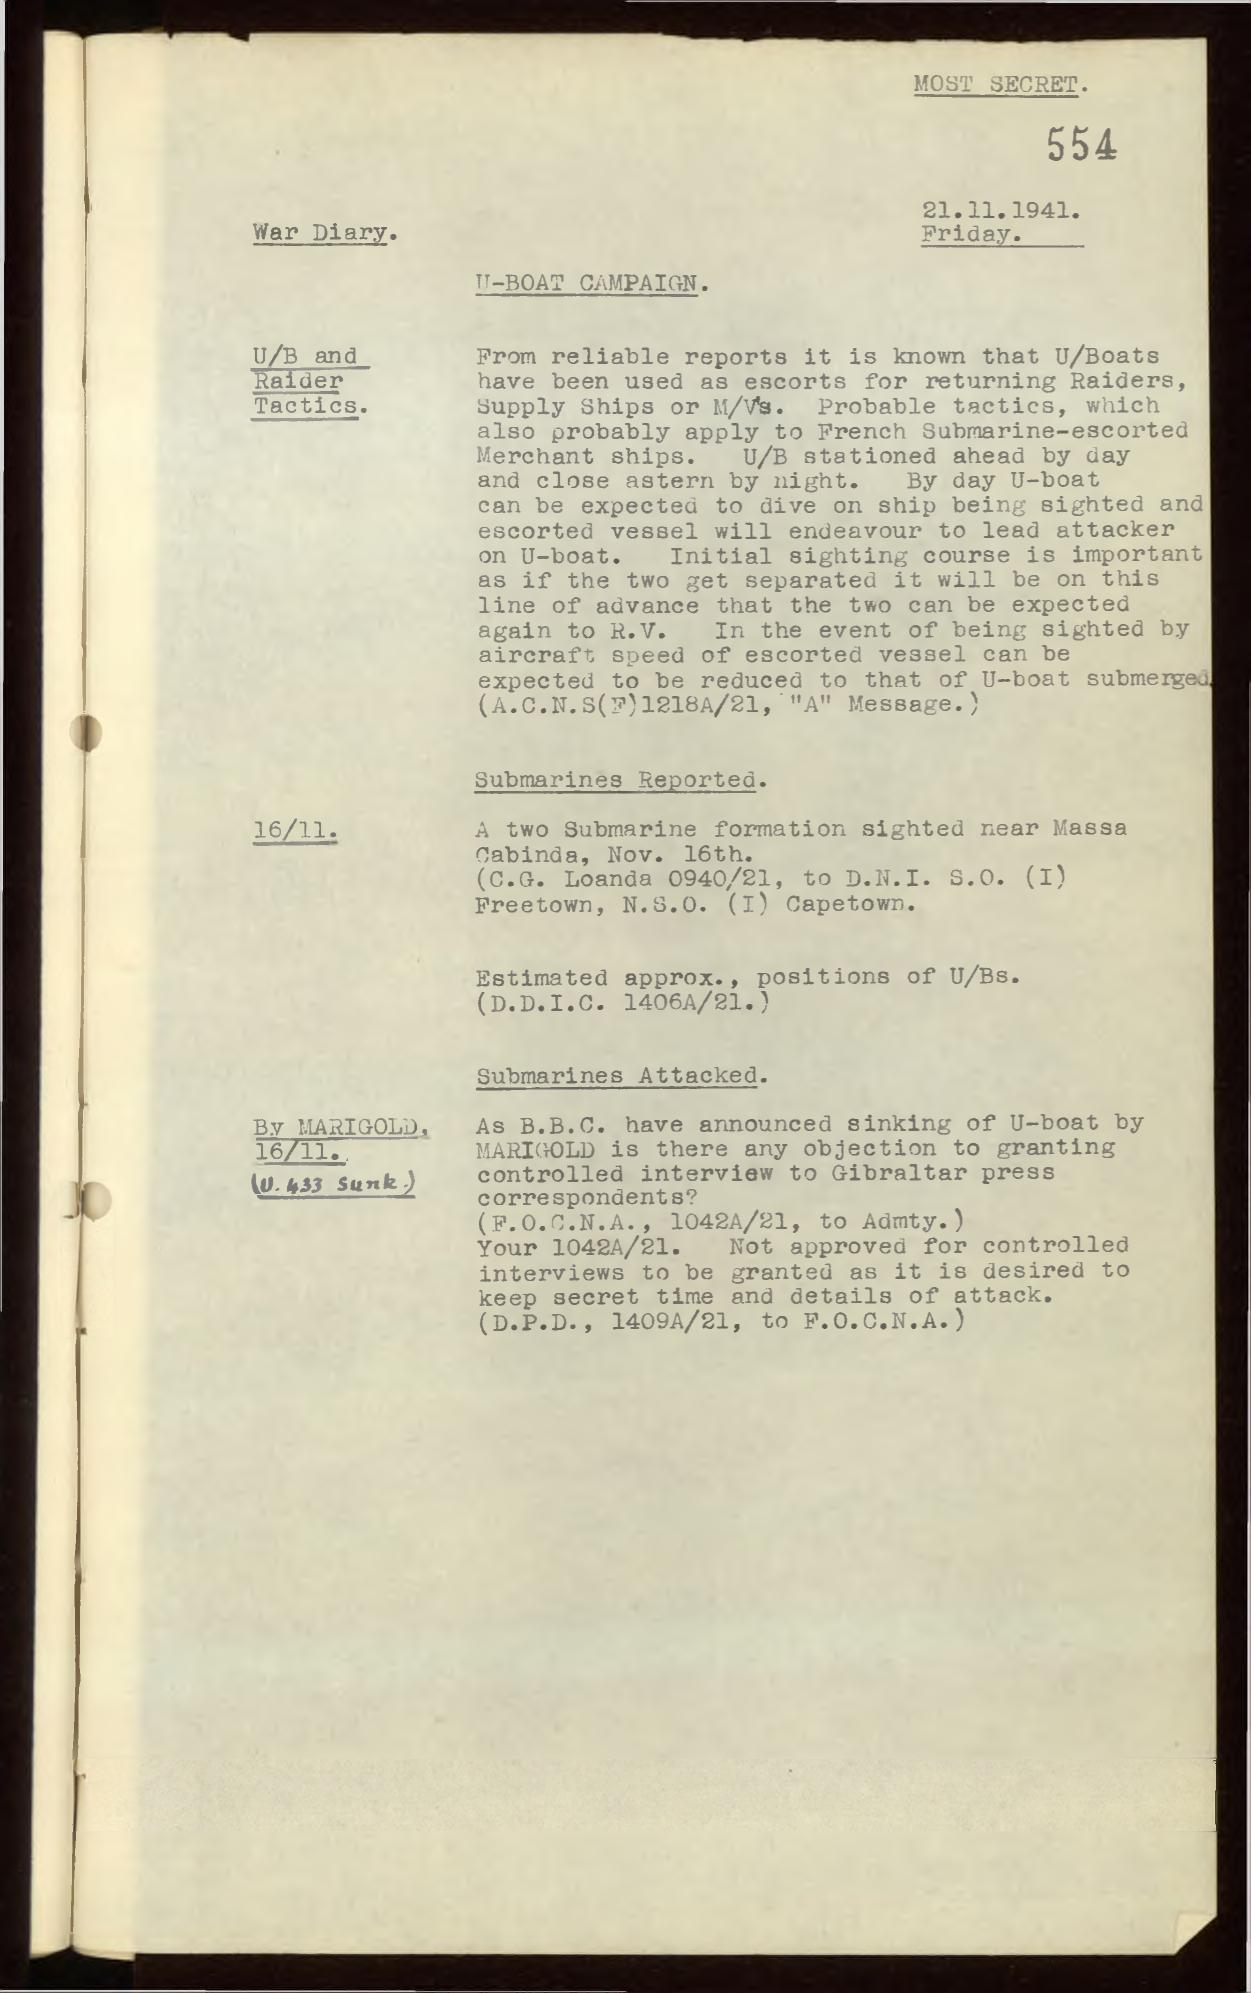 MOST SECRET.
554
21.11.1941.
War Diary.
Friday.
U-BOAT CAMPAIGN.
U/B and
Raider
Tactics.
From reliable reports it is known that U/Boats
have been used as escorts for returning Raiders,
Supply Ships or M/Vs. Probable tactics, which
also probably apply to French Submarine-escorted
Merchant ships. U/B stationed ahead by day
and close astern by night. By day U-boat
can be expected to dive on ship being sighted and
escorted vessel will endeavour to lead attacker
on U-boat. Initial sighting course is important
as if the two get separated it will be on this
line of advance that the two can be expected
again to R.V. In the event of being sighted by
aircraft speed of escorted vessel can be
expected to be reduced to that of U-boat submerged.
(A.C.N.S(F)1218A/21, "A" Message.)
Submarines Reported.
16/11.
A two Submarine formation sighted near Massa
Cabinda, Nov. 16th.
(C.G. Loanda 0940/21, to D.N.I. S.O. (I)
Freetown, N.S.O. (I) Capetown.
Estimated approx., positions of U/Bs.
(D.D.I.C. 1406A/21.)
Submarines Attacked.
By MARIGOLD,
16/11.
(U.433 Sunk.)
As B.B.C. have announced sinking of U-boat by
MARIGOLD is there any objection to granting
controlled interview to Gibraltar press
correspondents?
(F.O.C.N.A., 1042A/21, to Admty.)
Your 1042A/21. Not approved for controlled
interviews to be granted as it is desired to
keep secret time and details of attack.
(D.P.D., 1409A/21, to F.O.C.N.A.)